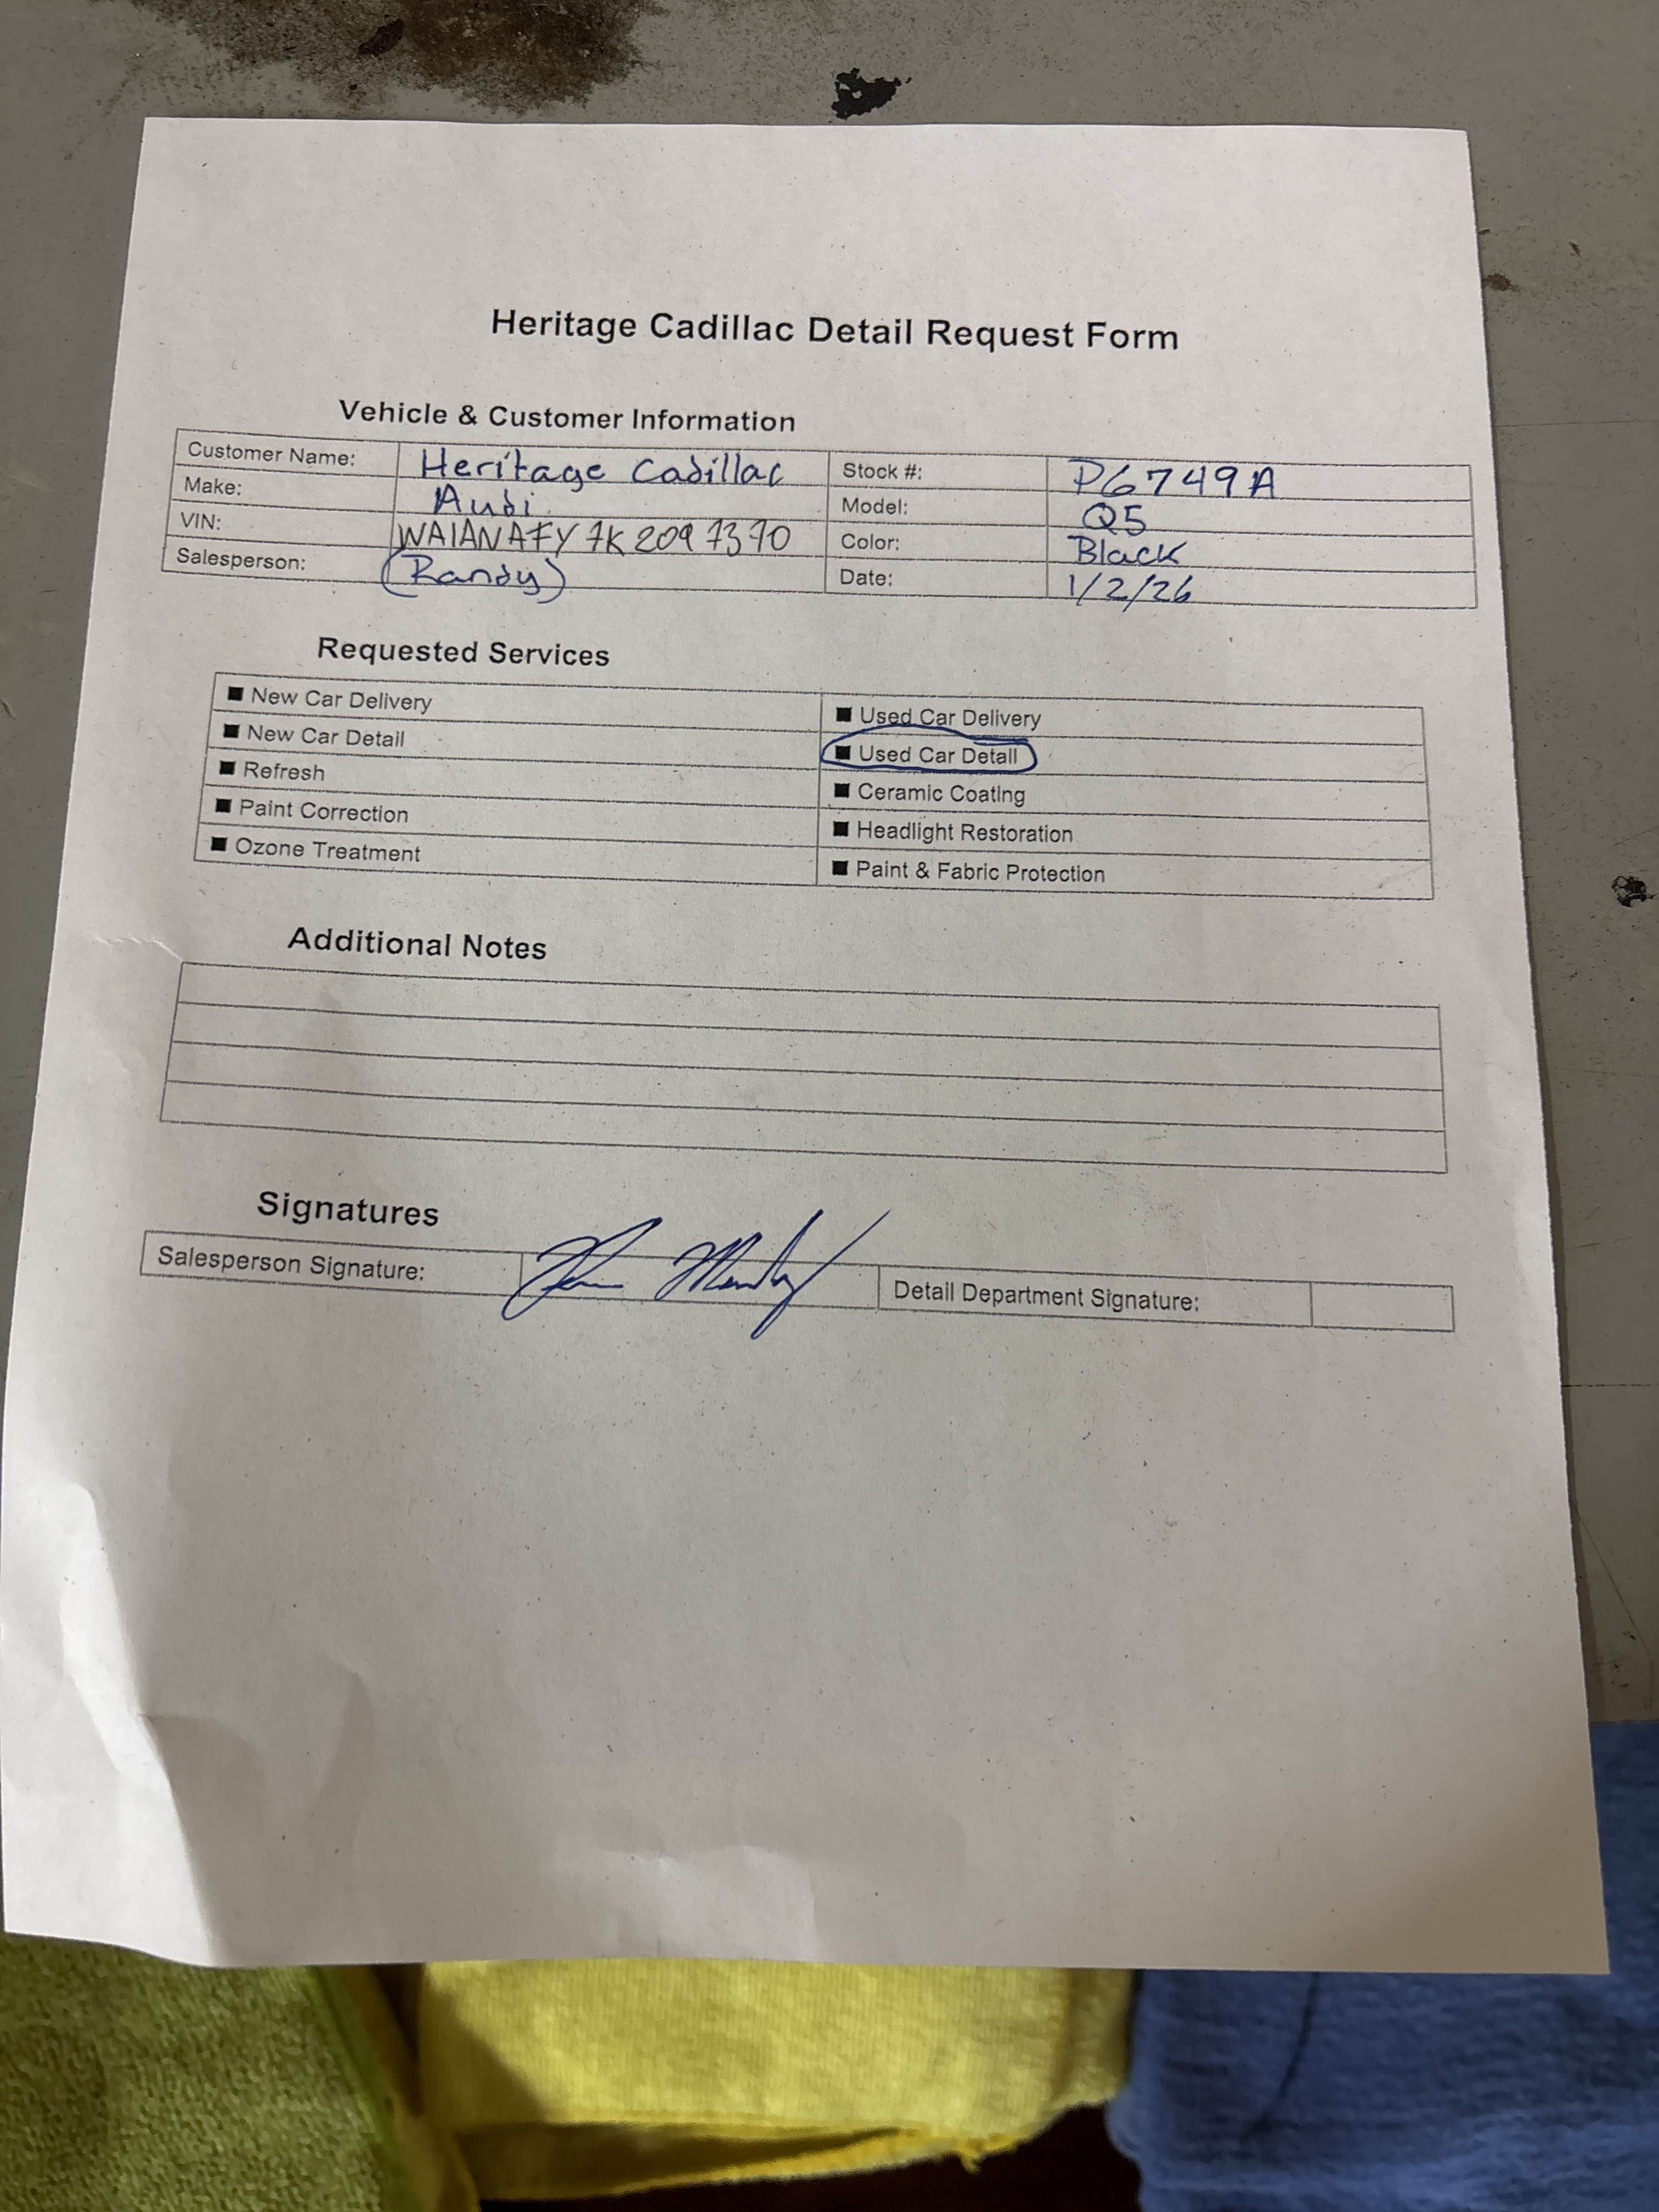 Heritage Cadillac Detail Request Form
Vehicle & Customer Information
Customer Name: Heritage Cadillac Stock #: P6749A
Make: Audi Model: Q5
VIN: WA1ANAFY7K2097370 Color: Black
Salesperson: (Randy) Date: 1/2/26
Requested Services
■ New Car Delivery ■ Used Car Delivery
■ New Car Detail ■ Used Car Detail
■ Refresh ■ Ceramic Coating
■ Paint Correction ■ Headlight Restoration
■ Ozone Treatment ■ Paint & Fabric Protection
Additional Notes
Signatures
Salesperson Signature: Detail Department Signature: